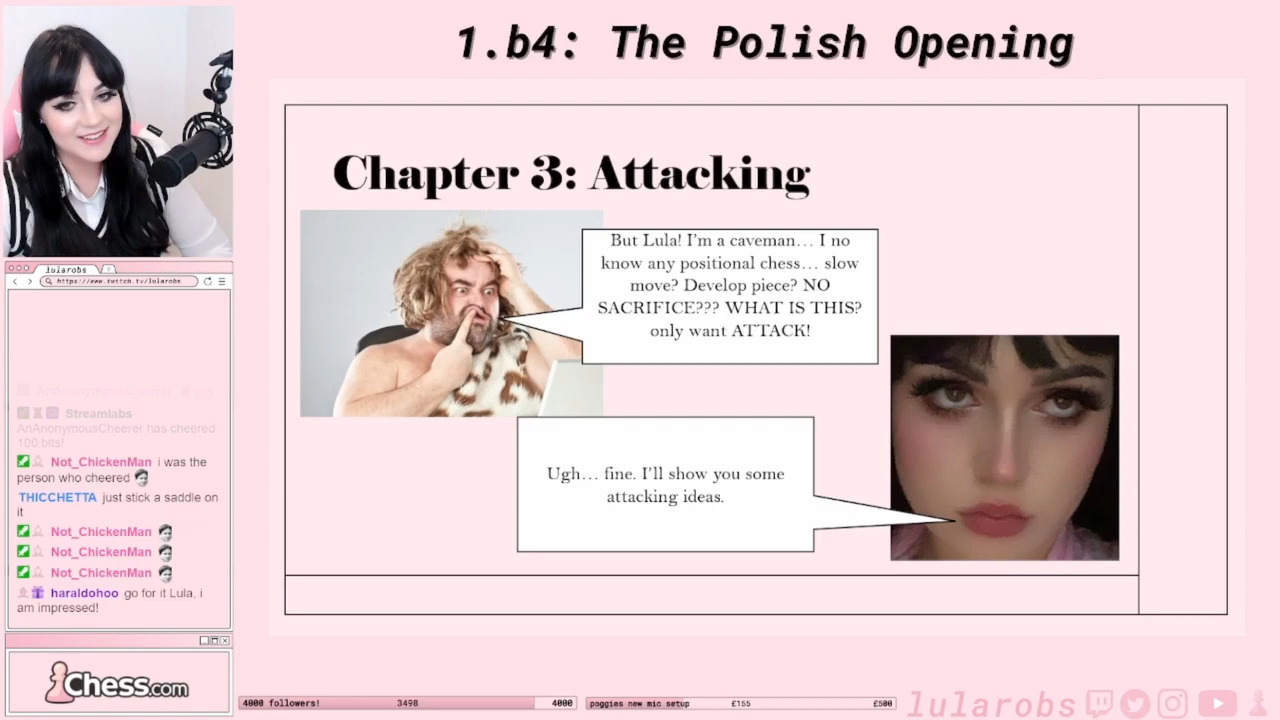 1.b4: The Polish Opening
Chapter 3: Attacking
But Lula! I'm a caveman... I no
know any positional chess... slow
move? Develop piece? NO
SACRIFICE??? WHAT IS THIS?
only want ATTACK!
Ugh... fine. I'll show you some
attacking ideas.
lularobs
https://www.twitch.tv/lularobs
Streamlabs
AnAnonymousCheerer has cheered
100 bits!
Not_ChickenMan i was the
person who cheered
THICCHETTA just stick a saddle on
it
Not_ChickenMan
Not_ChickenMan
Not_ChickenMan
haraldohoo go for it Lula, i
am impressed!
Chess.com
4000 followers! 3498 4000
poggies new mic setup £155 £500
lularobs